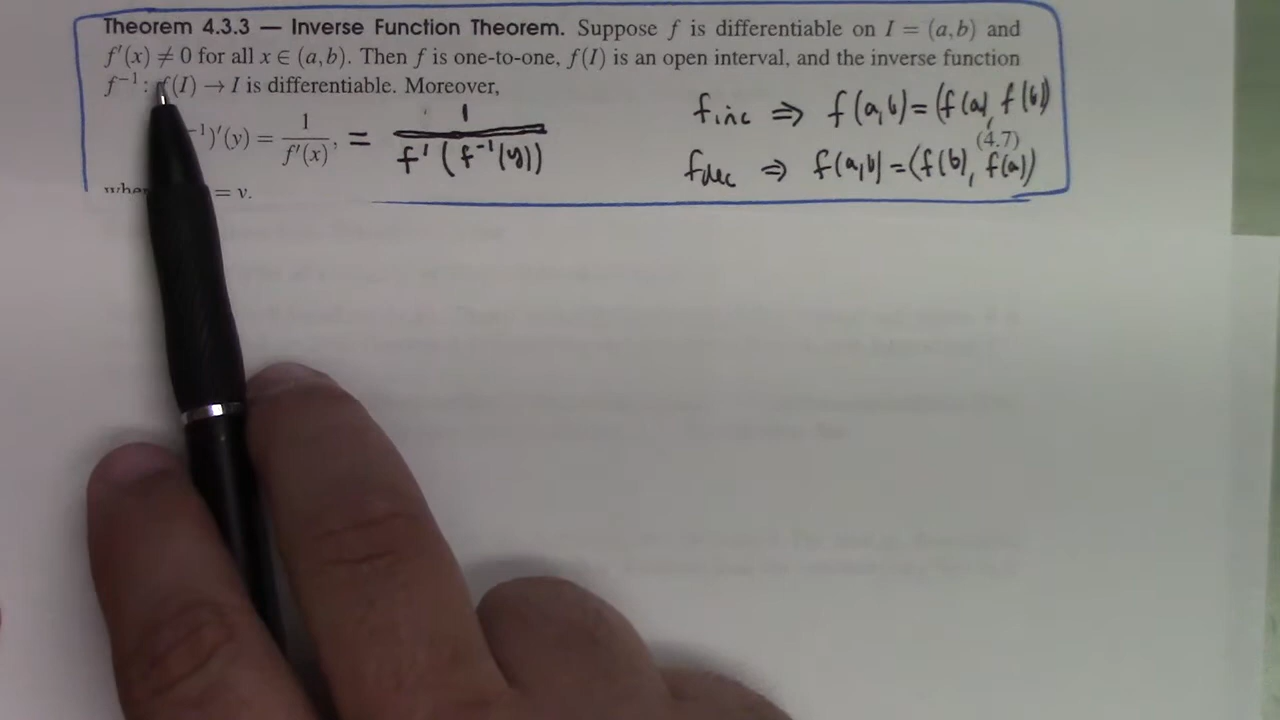 Theorem 4.3.3 — Inverse Function Theorem. Suppose f is differentiable on I = (a,b) and
f′(x) ≠ 0 for all x ∈ (a,b). Then f is one-to-one, f(I) is an open interval, and the inverse function
f⁻¹ : f(I) → I is differentiable. Moreover,
f inc ⇒ f(a,b) = (f(a), f(b))
⁻¹)′(y) = 1/f′(x), = 1/f′(f⁻¹(y))
(4.7)
f dec ⇒ f(a,b) = (f(b), f(a))
= y.